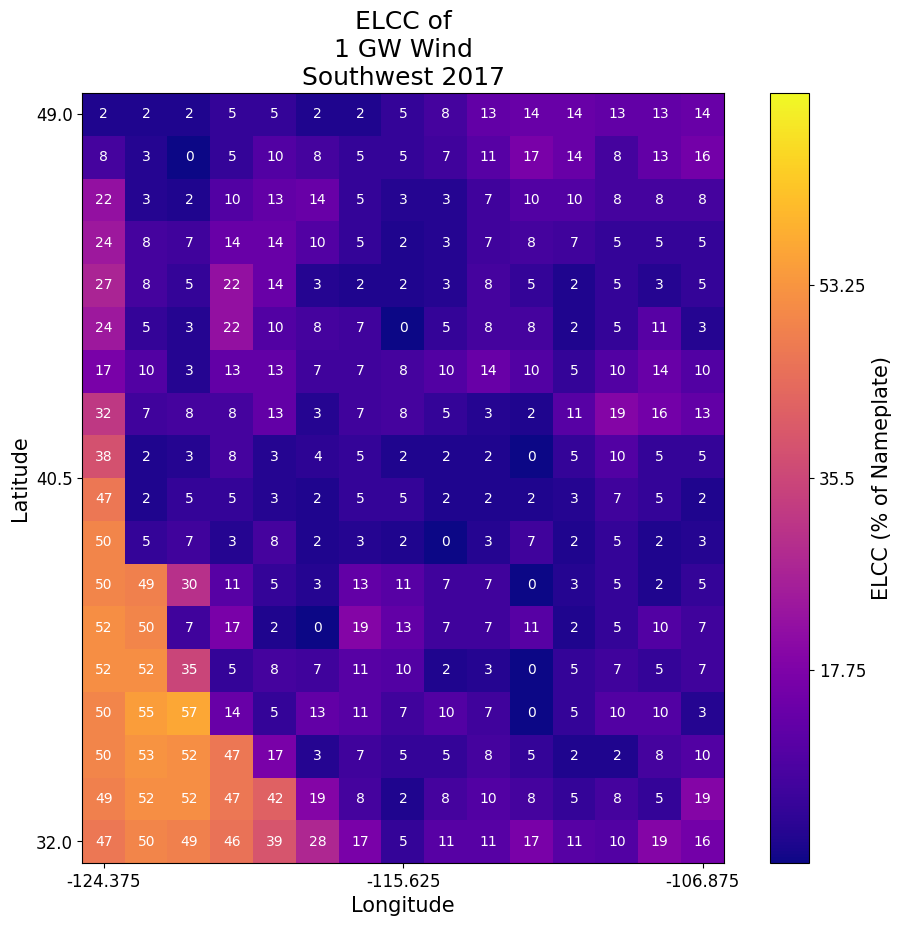 ELCC of
1 GW Wind
Southwest 2017
49.0
2 2 2 5 5 2 2 5 8 13 14 14 13 13 14
8 3 0 5 10 8 5 5 7 11 17 14 8 13 16
22 3 2 10 13 14 5 3 3 7 10 10 8 8 8
24 8 7 14 14 10 5 2 3 7 8 7 5 5 5
27 8 5 22 14 3 2 2 3 8 5 2 5 3 5
53.25
24 5 3 22 10 8 7 0 5 8 8 2 5 11 3
17 10 3 13 13 7 7 8 10 14 10 5 10 14 10
32 7 8 8 13 3 7 8 5 3 2 11 19 16 13
38 2 3 8 3 4 5 2 2 2 0 5 10 5 5
Latitude
40.5
35.5
ELCC (% of Nameplate)
47 2 5 5 3 2 5 5 2 2 2 3 7 5 2
50 5 7 3 8 2 3 2 0 3 7 2 5 2 3
50 49 30 11 5 3 13 11 7 7 0 3 5 2 5
52 50 7 17 2 0 19 13 7 7 11 2 5 10 7
52 52 35 5 8 7 11 10 2 3 0 5 7 5 7
17.75
50 55 57 14 5 13 11 7 10 7 0 5 10 10 3
50 53 52 47 17 3 7 5 5 8 5 2 2 8 10
49 52 52 47 42 19 8 2 8 10 8 5 8 5 19
32.0
47 50 49 46 39 28 17 5 11 11 17 11 10 19 16
-124.375 -115.625 -106.875
Longitude